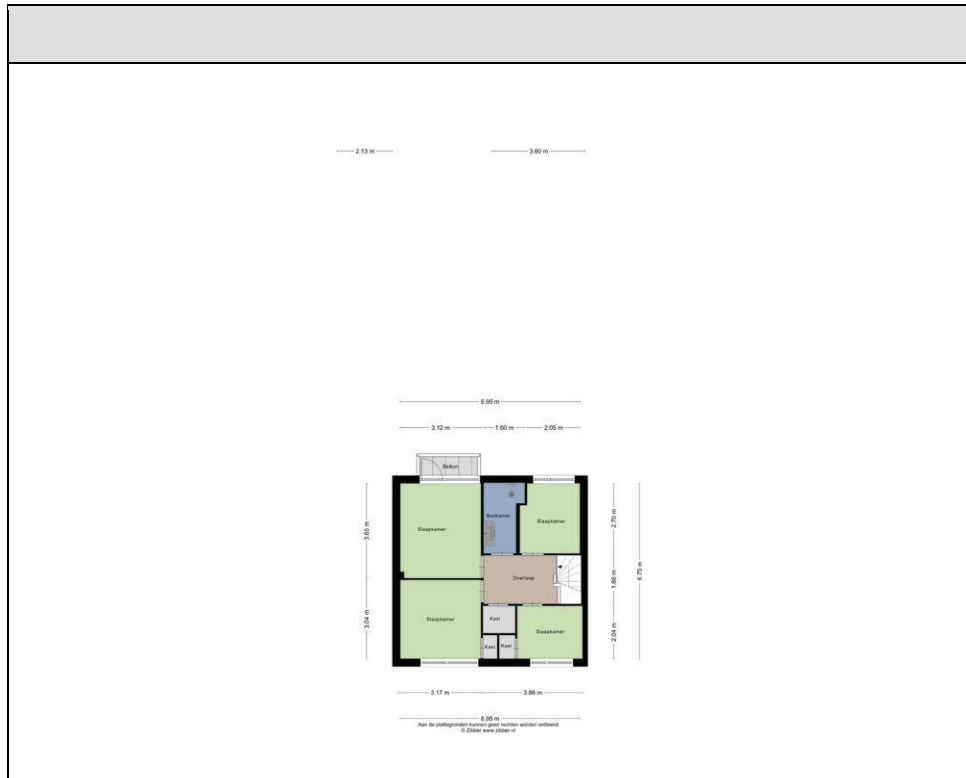 2.13 m 3.60 m
6.95 m
3.12 m 1.60 m 2.05 m
Balkon
Slaapkamer Badkamer Slaapkamer
3.65 m 2.70 m
Overloop
1.88 m 6.75 m
Slaapkamer Kast Slaapkamer
3.04 m 2.04 m
Kast Kast
3.17 m 3.86 m
6.95 m
Aan de plattegronden kunnen geen rechten worden ontleend
© Zibber www.zibber.nl